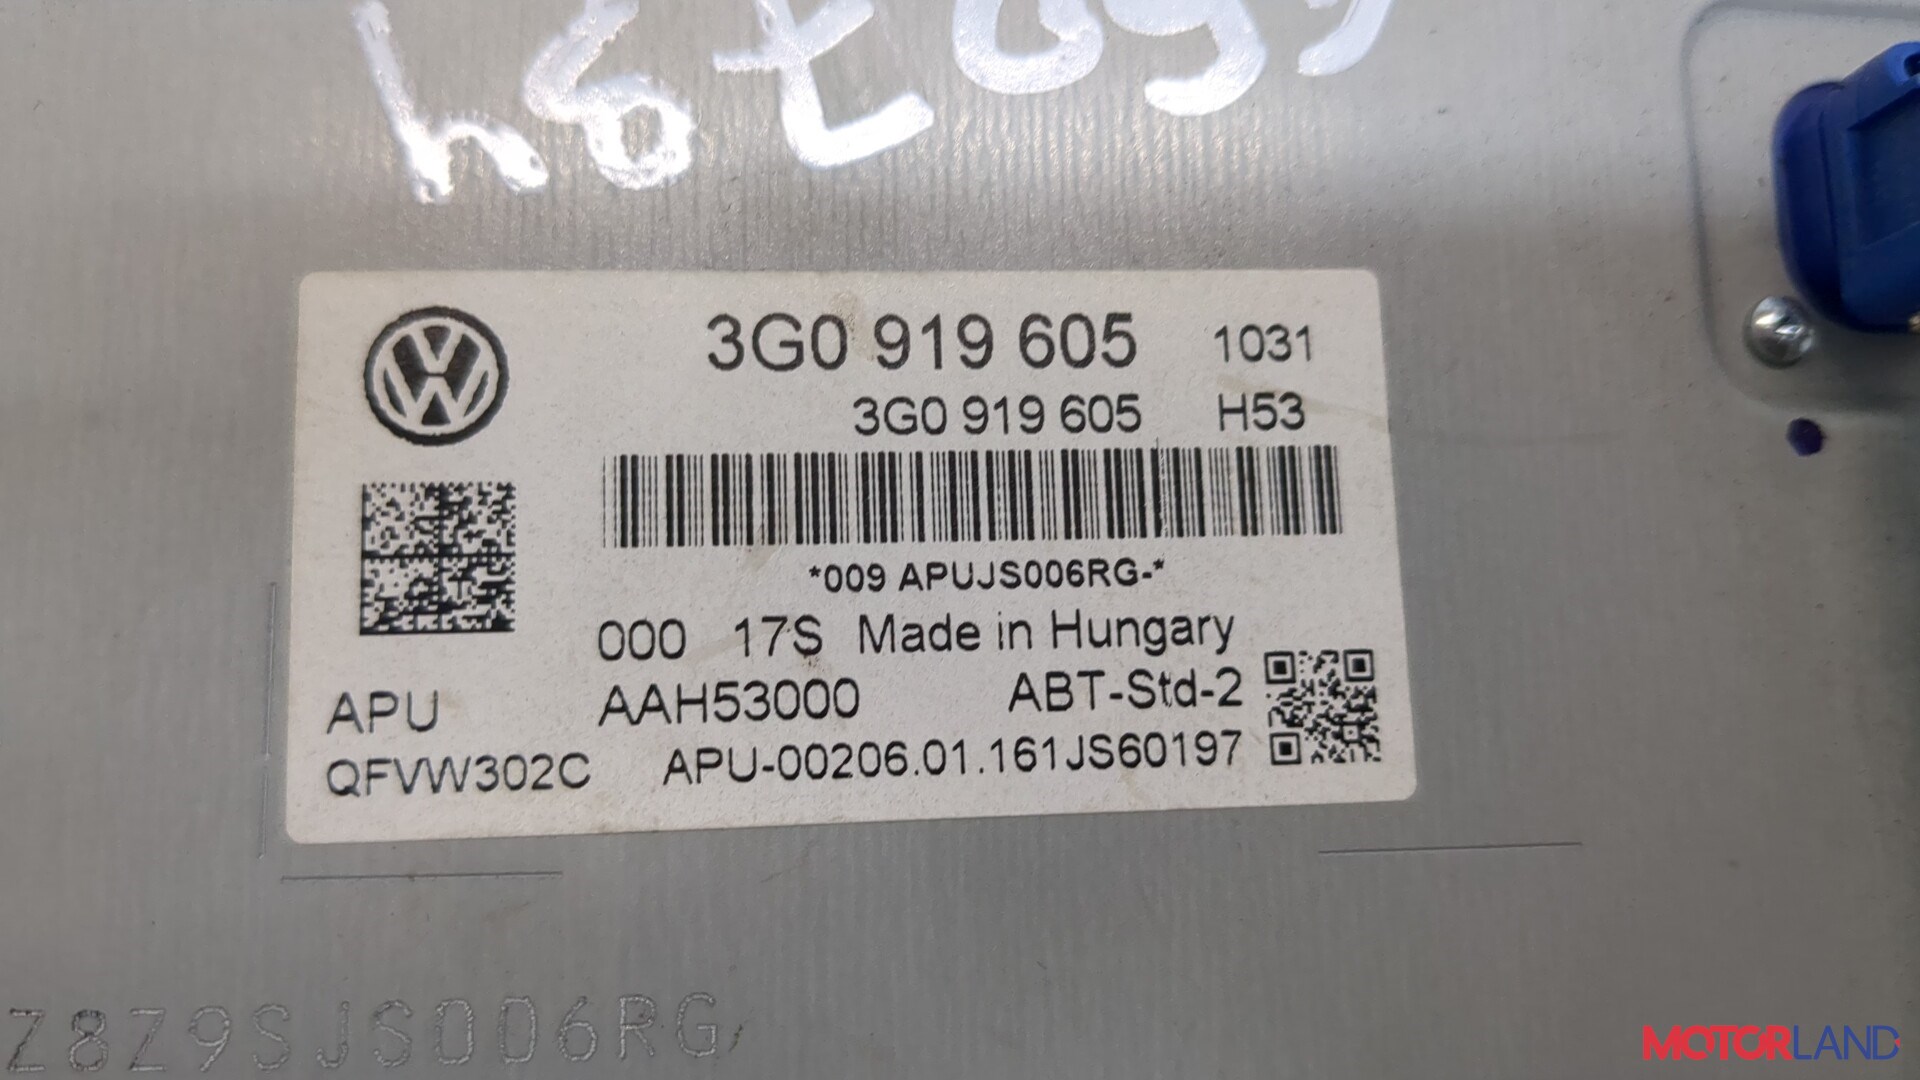 3G0 919 605 1031
3G0 919 605 H53
*009 APUJS006RG-*
000 17S Made in Hungary
APU AAH53000 ABT-Std-2
QFVW302C APU-00206.01.161JS60197
Z8Z9SJS006RG
MOTORLAND